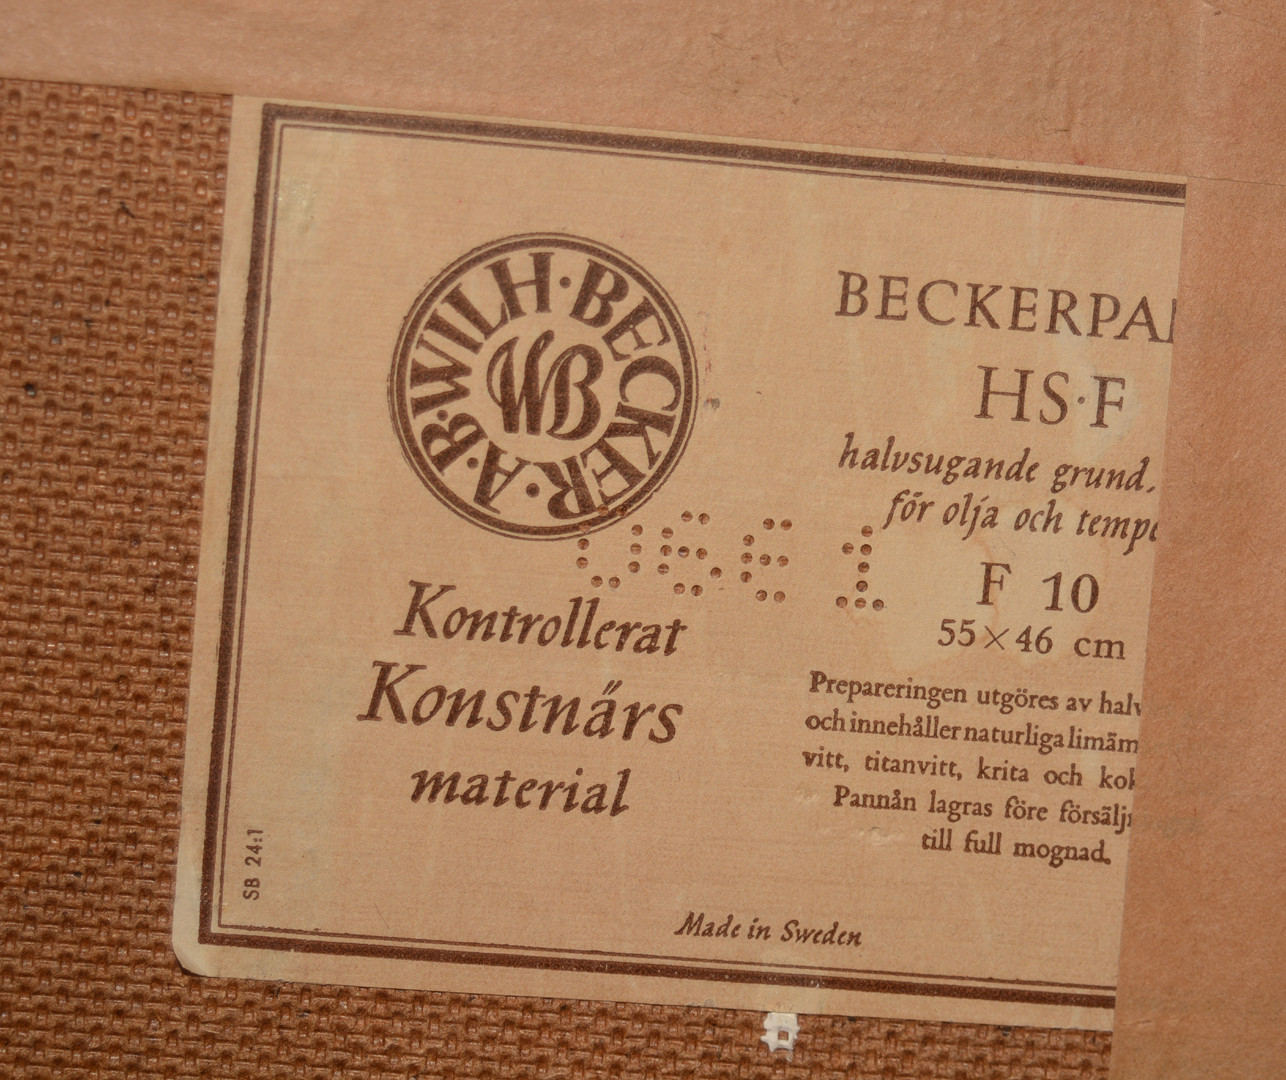 A·B·WILH·BECKER·
WB
Kontrollerat
Konstnärs
material
SB 24:1
BECKERPA
HS·F
halvsugande grund,
för olja och tempe
F 10
55×46 cm
Prepareringen utgöres av halv
och innehåller naturliga limäm
vitt, titanvitt, krita och kok
Pannån lagras före försälj
till full mognad.
Made in Sweden